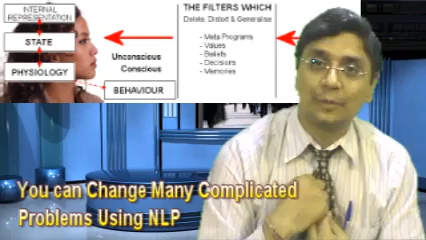 INTERNAL
REPRESENTATION
STATE
PHYSIOLOGY
Unconscious
Conscious
BEHAVIOUR
THE FILTERS WHICH
Delete, Distort & Generalise
- Meta Programs
- Values
- Beliefs
- Decisions
- Memories
You can Change Many Complicated
Problems Using NLP